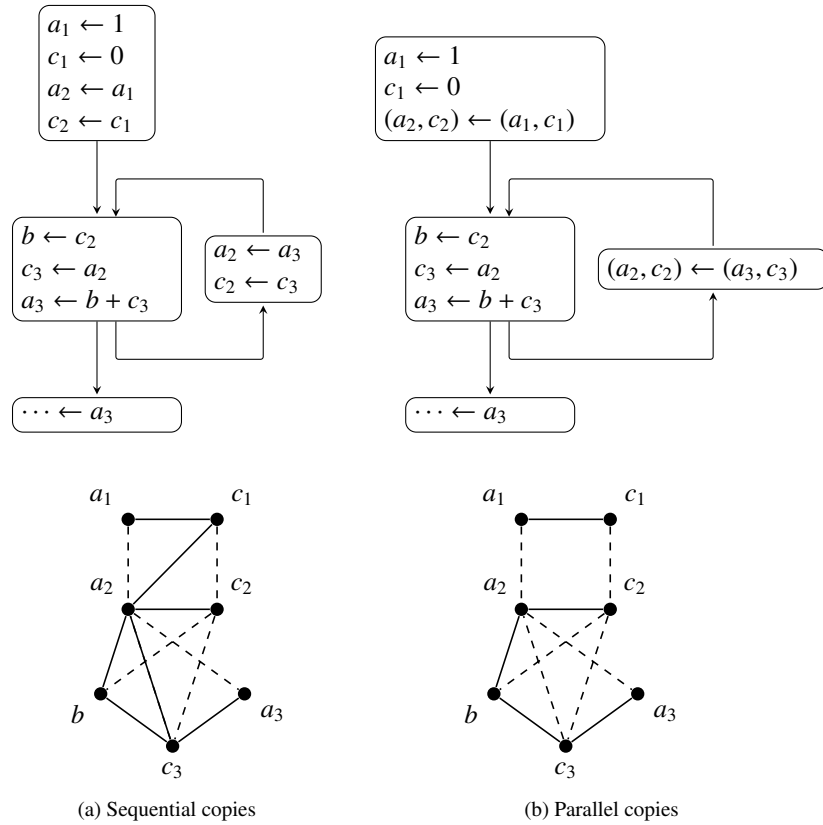 a₁ ← 1
c₁ ← 0
a₂ ← a₁
c₂ ← c₁
b ← c₂
c₃ ← a₂
a₃ ← b + c₃
a₂ ← a₃
c₂ ← c₃
⋯ ← a₃
a₁ c₁
a₂ c₂
b a₃
c₃
(a) Sequential copies
a₁ ← 1
c₁ ← 0
(a₂, c₂) ← (a₁, c₁)
b ← c₂
c₃ ← a₂
a₃ ← b + c₃
(a₂, c₂) ← (a₃, c₃)
⋯ ← a₃
a₁ c₁
a₂ c₂
b a₃
c₃
(b) Parallel copies